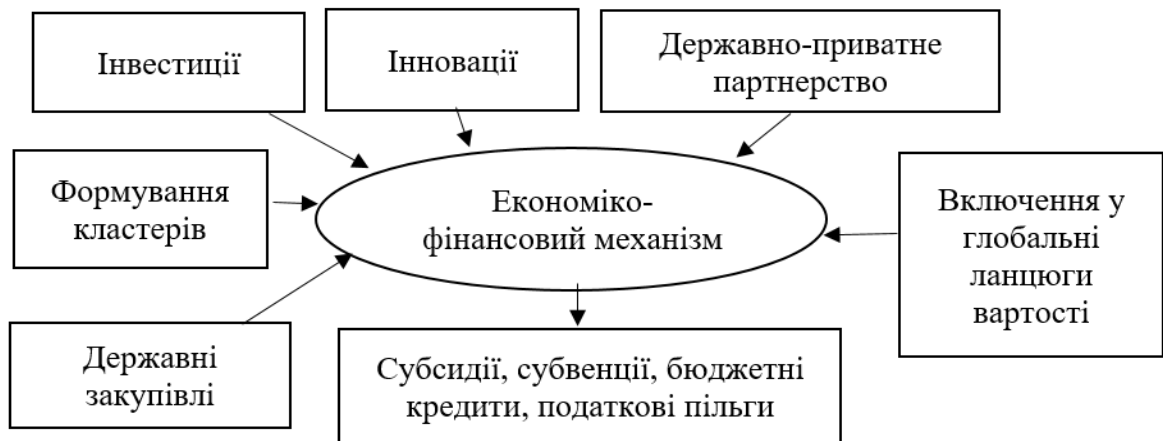 Інвестиції
Інновації
Державно-приватне
партнерство
Формування
кластерів
Економіко-
фінансовий механізм
Включення у
глобальні
ланцюги
вартості
Державні
закупівлі
Субсидії, субвенції, бюджетні
кредити, податкові пільги